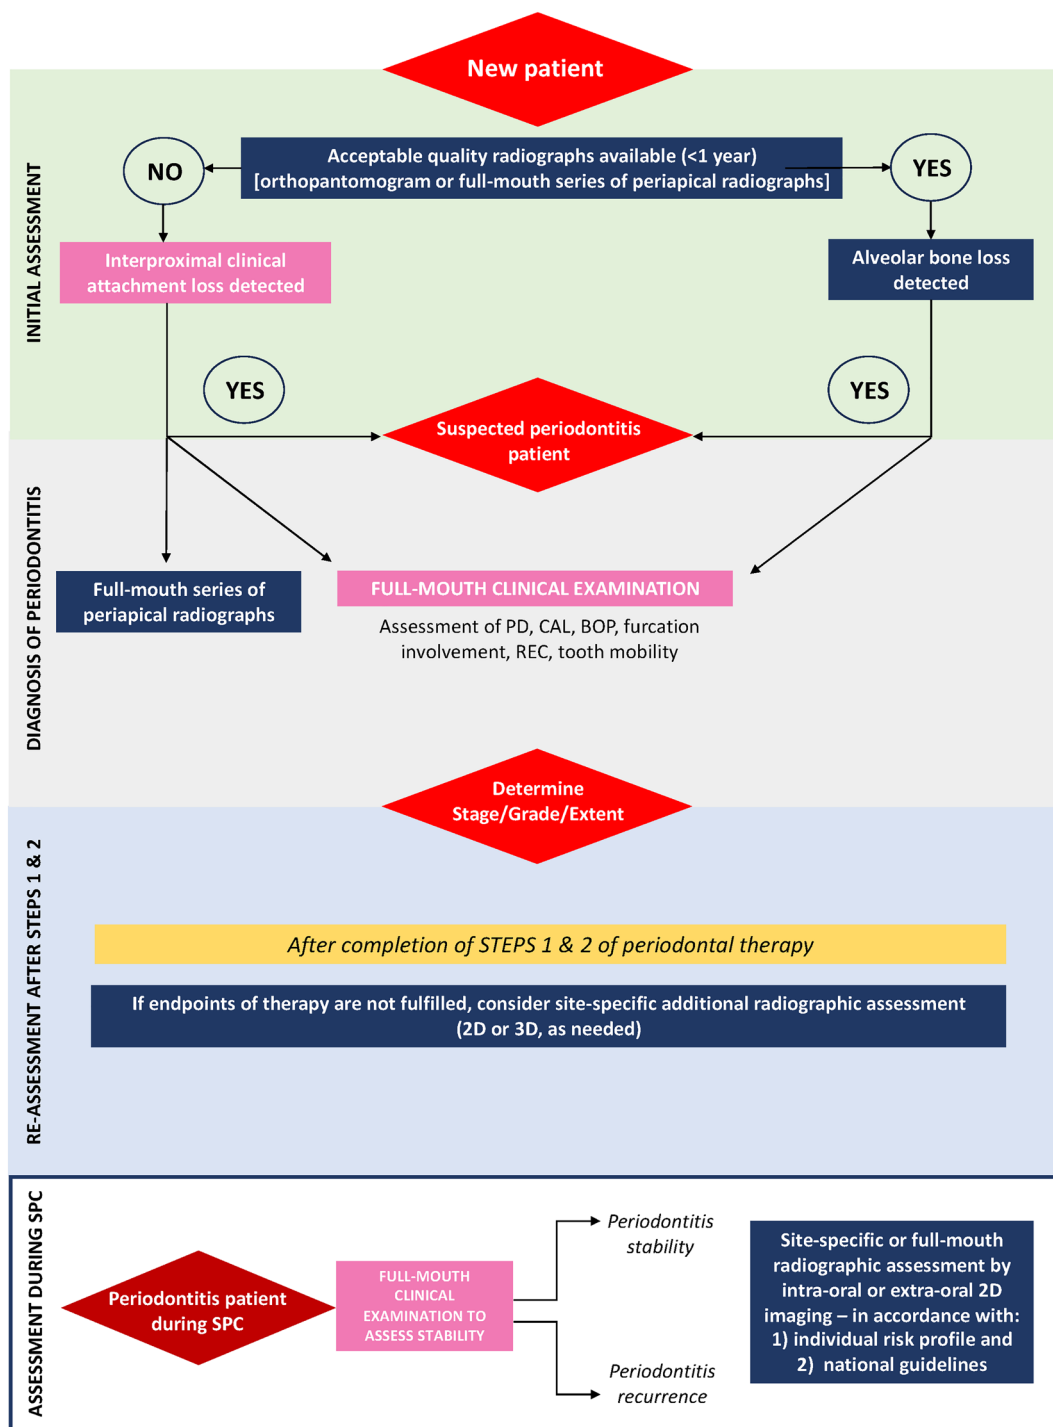 New patient
INITIAL ASSESSMENT
NO
Acceptable quality radiographs available (<1 year)
[orthopantomogram or full-mouth series of periapical radiographs]
YES
Interproximal clinical
attachment loss detected
Alveolar bone loss
detected
YES
YES
Suspected periodontitis
patient
DIAGNOSIS OF PERIODONTITIS
Full-mouth series of
periapical radiographs
FULL-MOUTH CLINICAL EXAMINATION
Assessment of PD, CAL, BOP, furcation
involvement, REC, tooth mobility
Determine
Stage/Grade/Extent
RE-ASSESSMENT AFTER STEPS 1 & 2
After completion of STEPS 1 & 2 of periodontal therapy
If endpoints of therapy are not fulfilled, consider site-specific additional radiographic assessment
(2D or 3D, as needed)
ASSESSMENT DURING SPC
Periodontitis patient
during SPC
FULL-MOUTH
CLINICAL
EXAMINATION TO
ASSESS STABILITY
Periodontitis
stability
Periodontitis
recurrence
Site-specific or full-mouth
radiographic assessment by
intra-oral or extra-oral 2D
imaging – in accordance with:
1) individual risk profile and
2) national guidelines